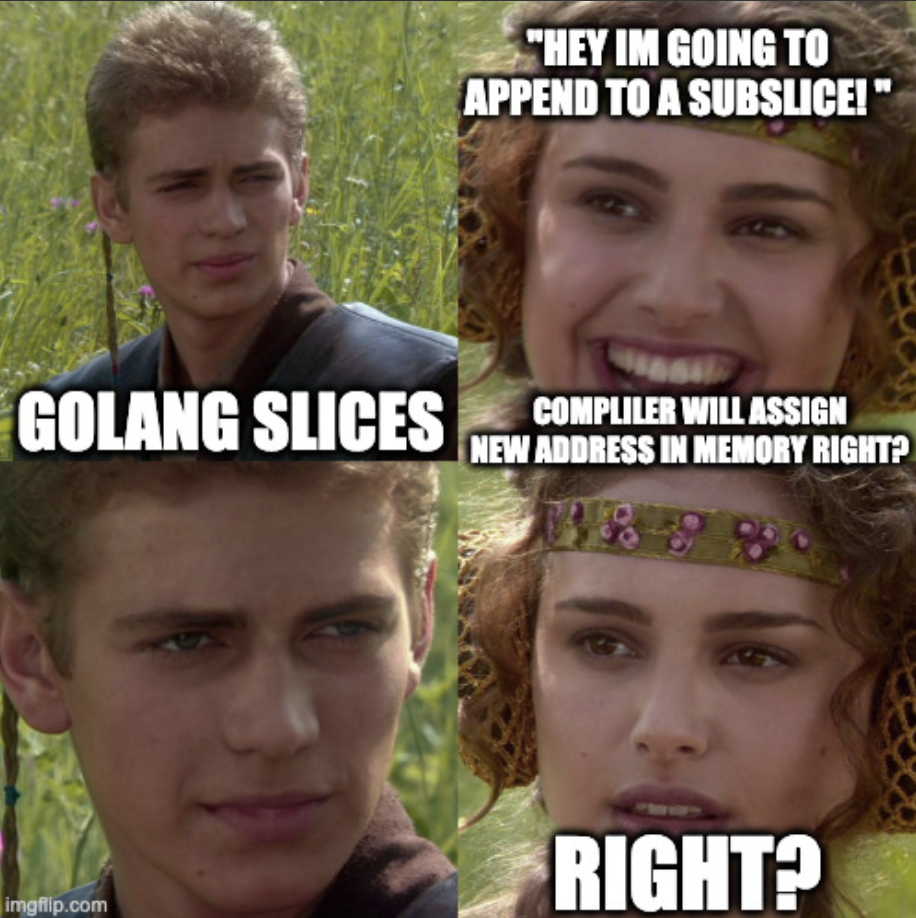 "HEY IM GOING TO
APPEND TO A SUBSLICE! "
GOLANG SLICES
COMPLILER WILL ASSIGN
NEW ADDRESS IN MEMORY RIGHT?
RIGHT?
imgflip.com